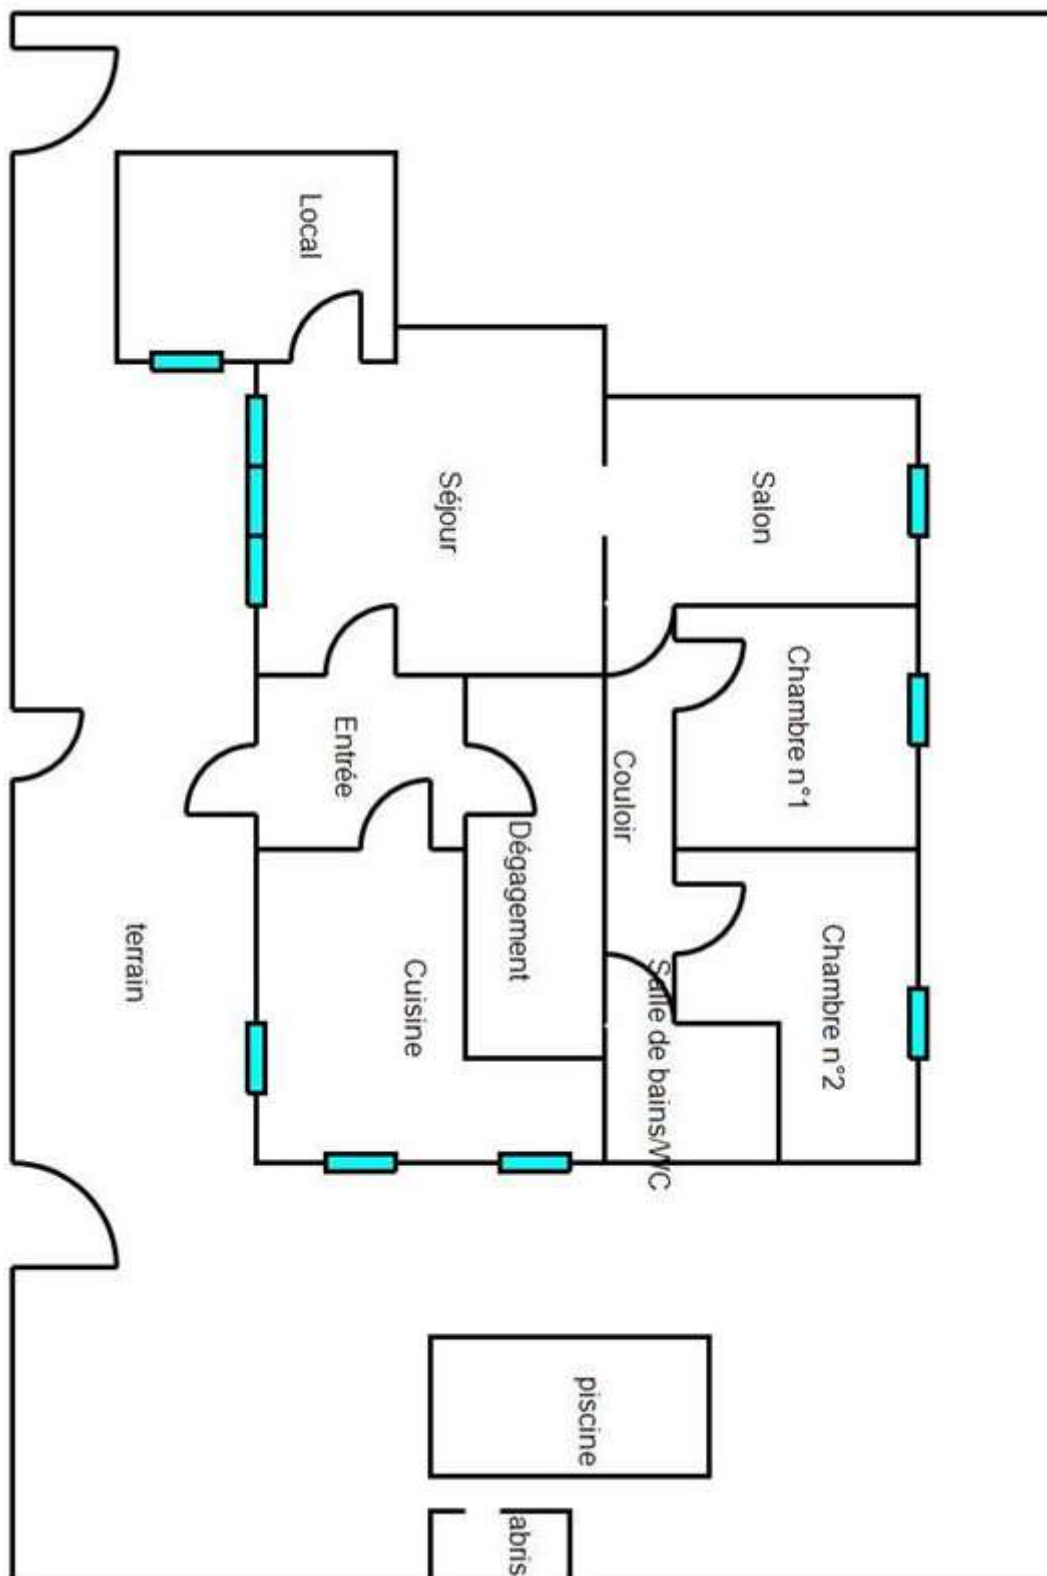 Local
Séjour
Salon
Chambre n°1
Entrée
Couloir
Dégagement
terrain
Cuisine
Salle de bains/WC
Chambre n°2
piscine
abris